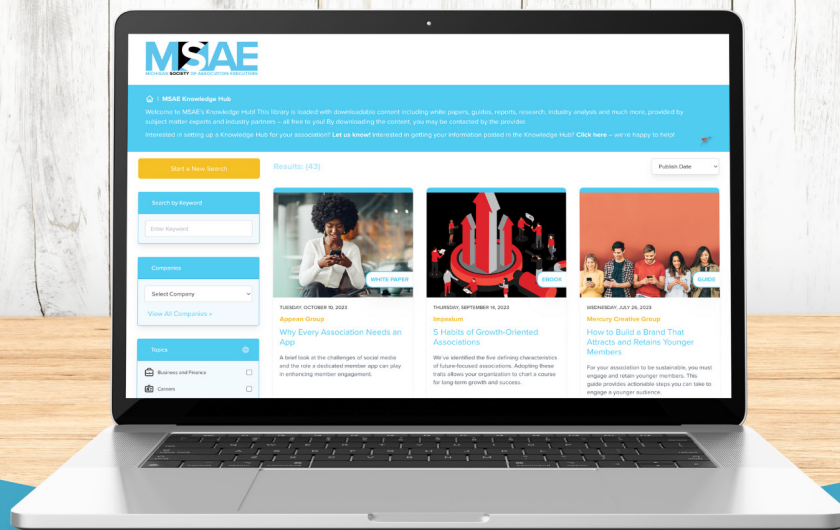 MSAE
MICHIGAN SOCIETY OF ASSOCIATION EXECUTIVES
| MSAE Knowledge Hub
Welcome to MSAE's Knowledge Hub! This library is loaded with downloadable content including white papers, guides, reports, research, industry analysis and much more, provided by
subject matter experts and industry partners – all free to you! By downloading the content, you may be contacted by the provider.
Interested in setting up a Knowledge Hub for your association? Let us know! Interested in getting your information posted in the Knowledge Hub? Click here – we're happy to help!
Start a New Search
Results: (43)
Publish Date
Search by Keyword
Enter Keyword
Companies
Select Company
View All Companies »
Topics
Business and Finance
Careers
WHITE PAPER
TUESDAY, OCTOBER 10, 2023
Appean Group
Why Every Association Needs an
App
A brief look at the challenges of social media
and the role a dedicated member app can play
in enhancing member engagement.
EBOOK
THURSDAY, SEPTEMBER 14, 2023
Impexium
5 Habits of Growth-Oriented
Associations
We've identified the five defining characteristics
of future-focused associations. Adopting these
traits allows your organization to chart a course
for long-term growth and success.
GUIDE
WEDNESDAY, JULY 26, 2023
Mercury Creative Group
How to Build a Brand That
Attracts and Retains Younger
Members
For your association to be sustainable, you must
engage and retain younger members. This
guide provides actionable steps you can take to
engage a younger audience.